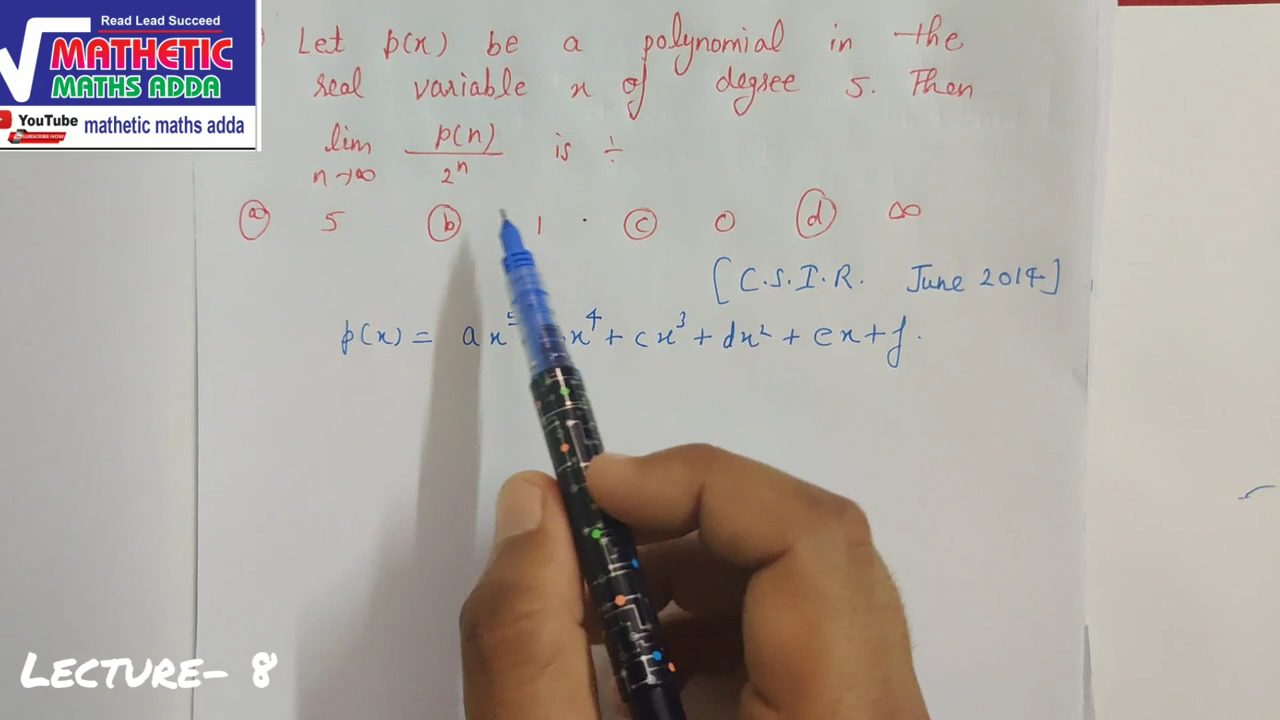 Read Lead Succeed
MATHETIC
MATHS ADDA
YouTube
SUBSCRIBE NOW
mathetic maths adda
) Let p(x) be a polynomial in the
real variable x of degree 5. Then
lim n→∞ p(n)/2^n is ÷
(a) 5 (b) 1 (c) 0 (d) ∞
[C.S.I.R. June 2014]
p(x) = ax x^4 + cx^3 + dx^2 + ex + f.
LECTURE- 8